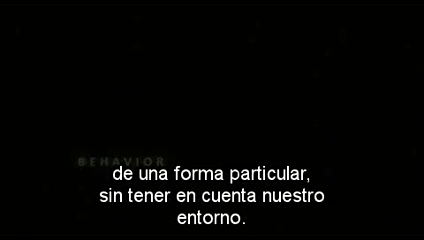 BEHAVIOR
de una forma particular,
sin tener en cuenta nuestro
entorno.